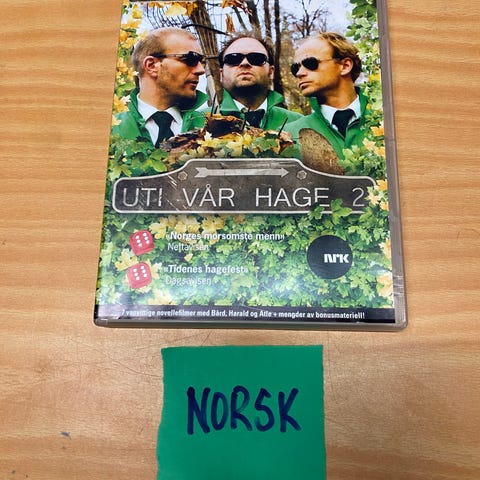 UTI VÅR HAGE 2
«Norges morsomste menn»
Nettavisen
«Tidenes hagefest»
Dagsavisen
NRK
7 vanvittige novellefilmer med Bård, Harald og Atle + mengder av bonusmateriell!
NORSK